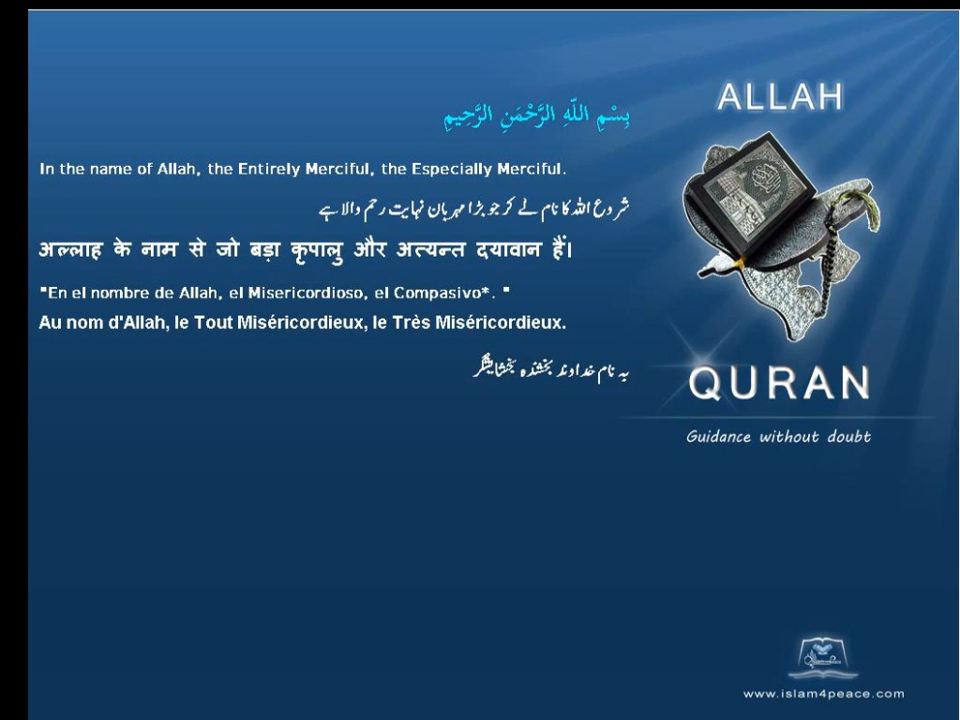 بِسْمِ اللّهِ الرَّحْمَنِ الرَّحِيمِ
In the name of Allah, the Entirely Merciful, the Especially Merciful.
شروع الله کا نام لے کر جو بڑا مہربان نہایت رحم والا ہے
अल्लाह के नाम से जो बड़ा कृपालु और अत्यन्त दयावान हैं।
"En el nombre de Allah, el Misericordioso, el Compasivo*. "
Au nom d'Allah, le Tout Miséricordieux, le Très Miséricordieux.
به نام خداوند بخشنده بخشایشگر
ALLAH
QURAN
Guidance without doubt
www.islam4peace.com